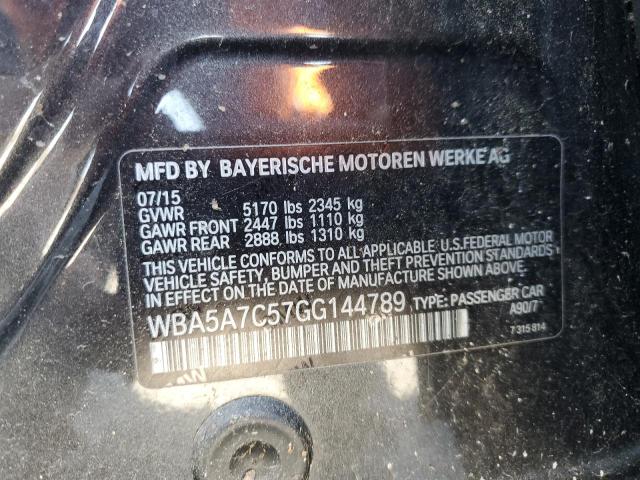 MFD BY BAYERISCHE MOTOREN WERKE AG
07/15
GVWR 5170 lbs 2345 kg
GAWR FRONT 2447 lbs 1110 kg
GAWR REAR 2888 lbs 1310 kg
THIS VEHICLE CONFORMS TO ALL APPLICABLE U.S.FEDERAL MOTOR
VEHICLE SAFETY, BUMPER AND THEFT PREVENTION STANDARDS
IN EFFECT ON THE DATE OF MANUFACTURE SHOWN ABOVE.
WBA5A7C57GG144789 TYPE: PASSENGER CAR
A90/7
7 315 814